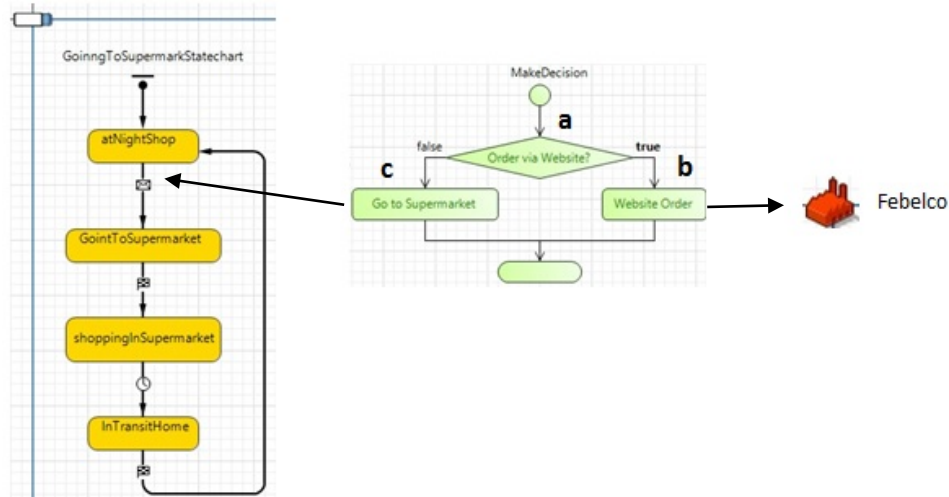 GoinngToSupermarkStatechart
atNightShop
GointToSupermarket
shoppingInSupermarket
InTransitHome
MakeDecision
a
false
Order via Website?
true
c
b
Go to Supermarket
Website Order
Febelco